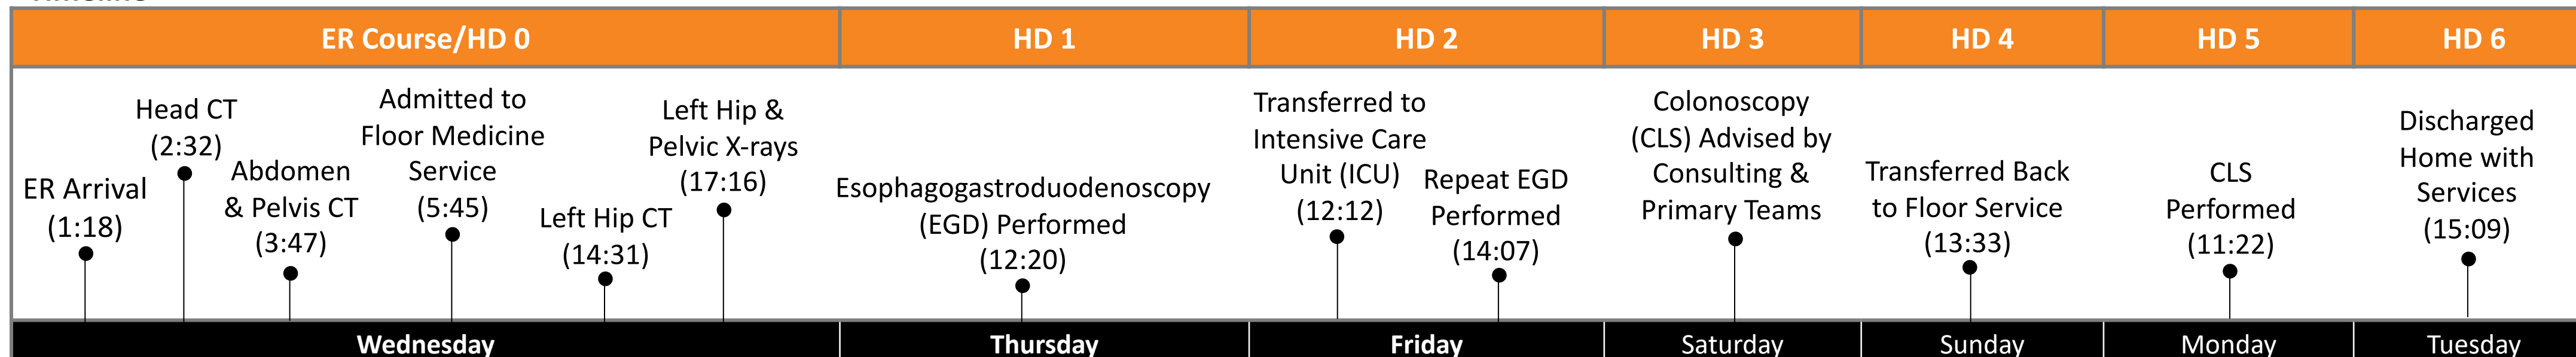 ER Course/HD 0
HD 1
HD 2
HD 3
HD 4
HD 5
HD 6
ER Arrival
(1:18)
Head CT
(2:32)
Abdomen
& Pelvis CT
(3:47)
Admitted to
Floor Medicine
Service
(5:45)
Left Hip CT
(14:31)
Left Hip &
Pelvic X-rays
(17:16)
Esophagogastroduodenoscopy
(EGD) Performed
(12:20)
Transferred to
Intensive Care
Unit (ICU)
(12:12)
Repeat EGD
Performed
(14:07)
Colonoscopy
(CLS) Advised by
Consulting &
Primary Teams
Transferred Back
to Floor Service
(13:33)
CLS
Performed
(11:22)
Discharged
Home with
Services
(15:09)
Wednesday
Thursday
Friday
Saturday
Sunday
Monday
Tuesday